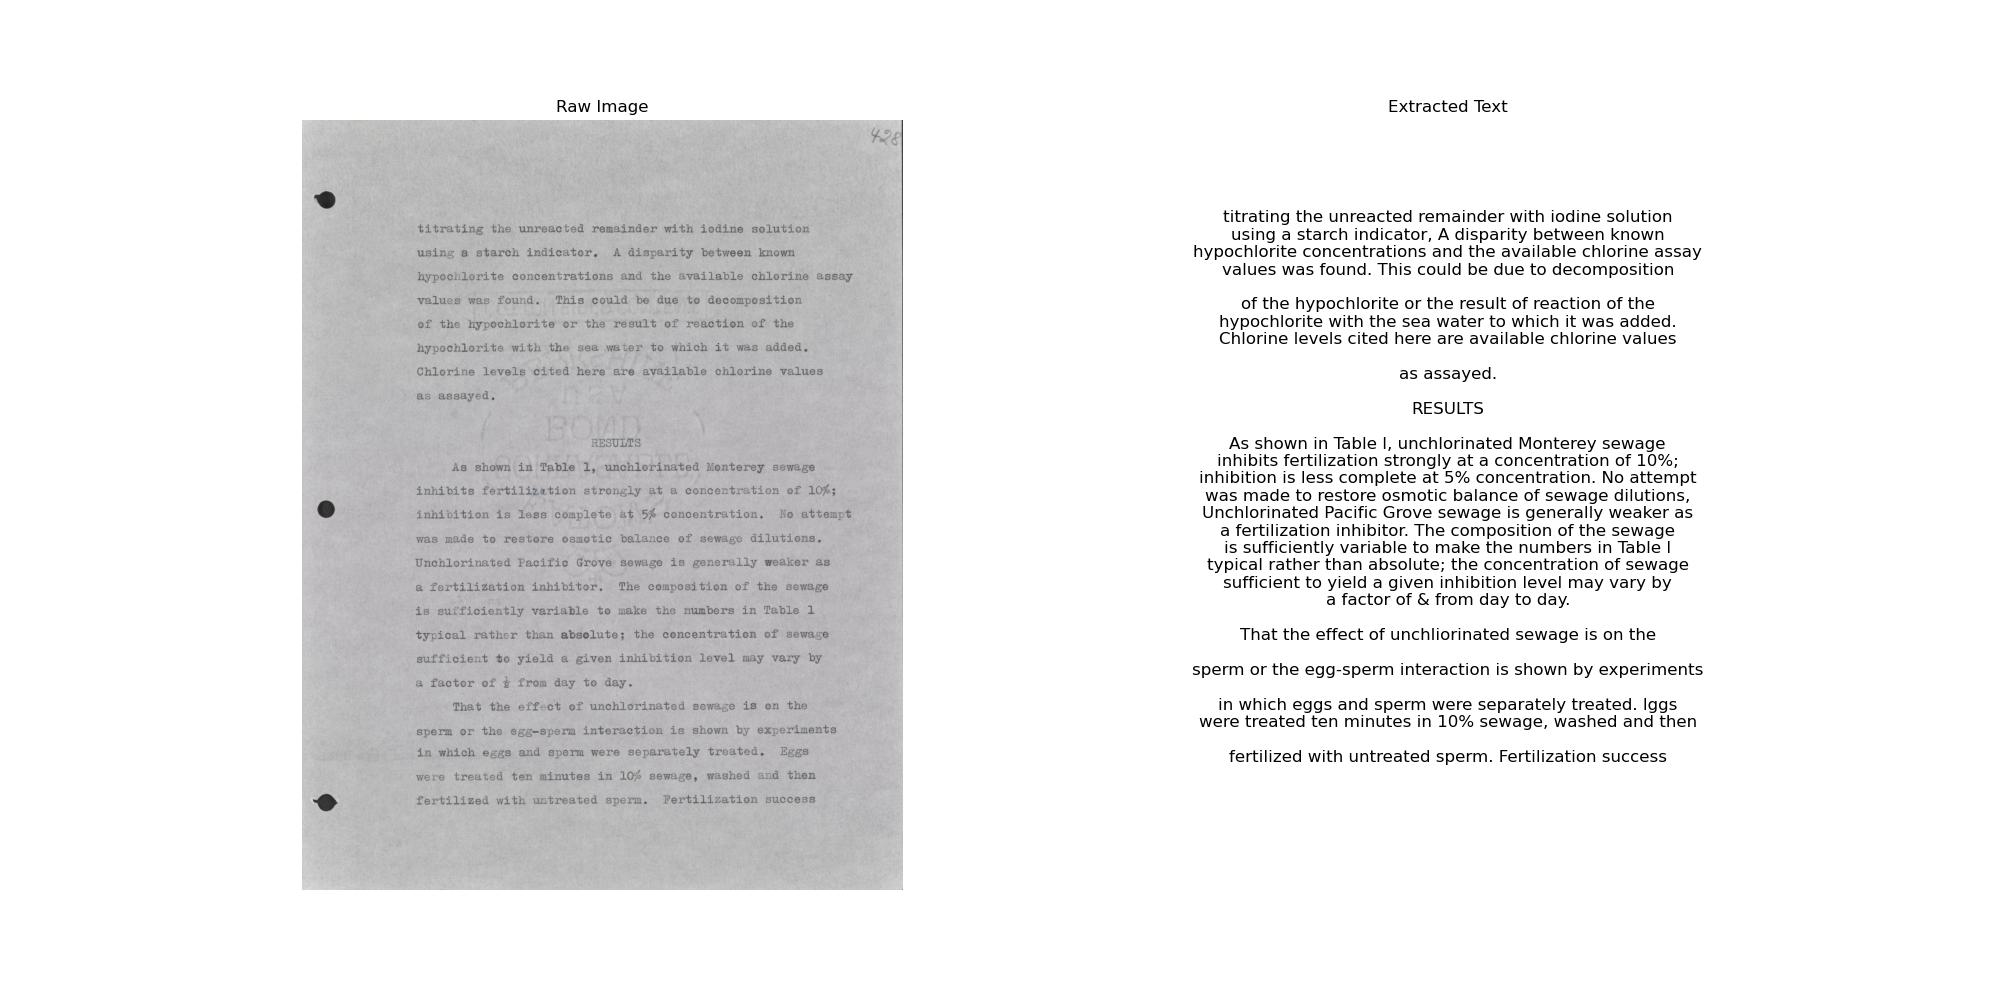 Raw Image
428
titrating the unreacted remainder with iodine solution
using a starch indicator.  A disparity between known
hypochlorite concentrations and the available chlorine assay
values was found.  This could be due to decomposition
of the hypochlorite or the result of reaction of the
hypochlorite with the sea water to which it was added.
Chlorine levels cited here are available chlorine values
as assayed.
BOND
RESULTS
As shown in Table 1, unchlorinated Monterey sewage
inhibits fertilization strongly at a concentration of 10%;
inhibition is less complete at 5% concentration.  No attempt
was made to restore osmotic balance of sewage dilutions.
Unchlorinated Pacific Grove sewage is generally weaker as
a fertilization inhibitor.  The composition of the sewage
is sufficiently variable to make the numbers in Table 1
typical rather than absolute; the concentration of sewage
sufficient to yield a given inhibition level may vary by
a factor of ½ from day to day.
That the effect of unchlorinated sewage is on the
sperm or the egg-sperm interaction is shown by experiments
in which eggs and sperm were separately treated.  Eggs
were treated ten minutes in 10% sewage, washed and then
fertilized with untreated sperm.  Fertilization success
Extracted Text
titrating the unreacted remainder with iodine solution
using a starch indicator, A disparity between known
hypochlorite concentrations and the available chlorine assay
values was found. This could be due to decomposition
of the hypochlorite or the result of reaction of the
hypochlorite with the sea water to which it was added.
Chlorine levels cited here are available chlorine values
as assayed.
RESULTS
As shown in Table l, unchlorinated Monterey sewage
inhibits fertilization strongly at a concentration of 10%;
inhibition is less complete at 5% concentration. No attempt
was made to restore osmotic balance of sewage dilutions,
Unchlorinated Pacific Grove sewage is generally weaker as
a fertilization inhibitor. The composition of the sewage
is sufficiently variable to make the numbers in Table l
typical rather than absolute; the concentration of sewage
sufficient to yield a given inhibition level may vary by
a factor of & from day to day.
That the effect of unchliorinated sewage is on the
sperm or the egg-sperm interaction is shown by experiments
in which eggs and sperm were separately treated. Iggs
were treated ten minutes in 10% sewage, washed and then
fertilized with untreated sperm. Fertilization success